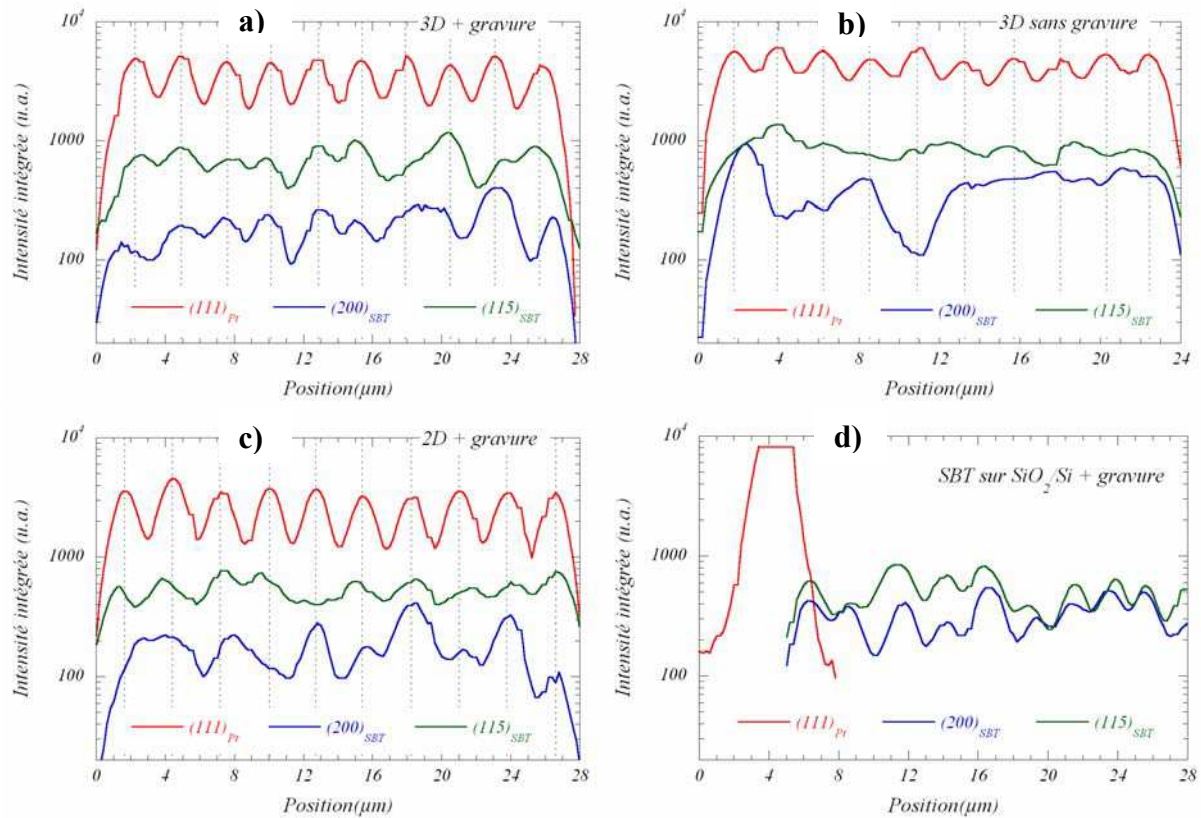 a)
3D + gravure
Intensité intégrée (u.a.)
10⁴
1000
100
(111)Pt
(200)SBT
(115)SBT
0 4 8 12 16 20 24 28
Position(µm)
b)
3D sans gravure
Intensité intégrée (u.a.)
10⁴
1000
100
(111)Pt
(200)SBT
(115)SBT
0 4 8 12 16 20 24
Position(µm)
c)
2D + gravure
Intensité intégrée (u.a.)
10⁴
1000
100
(111)Pt
(200)SBT
(115)SBT
0 4 8 12 16 20 24 28
Position(µm)
d)
SBT sur SiO₂/Si + gravure
Intensité intégrée (u.a.)
10⁴
1000
100
(111)Pt
(200)SBT
(115)SBT
0 4 8 12 16 20 24 28
Position(µm)